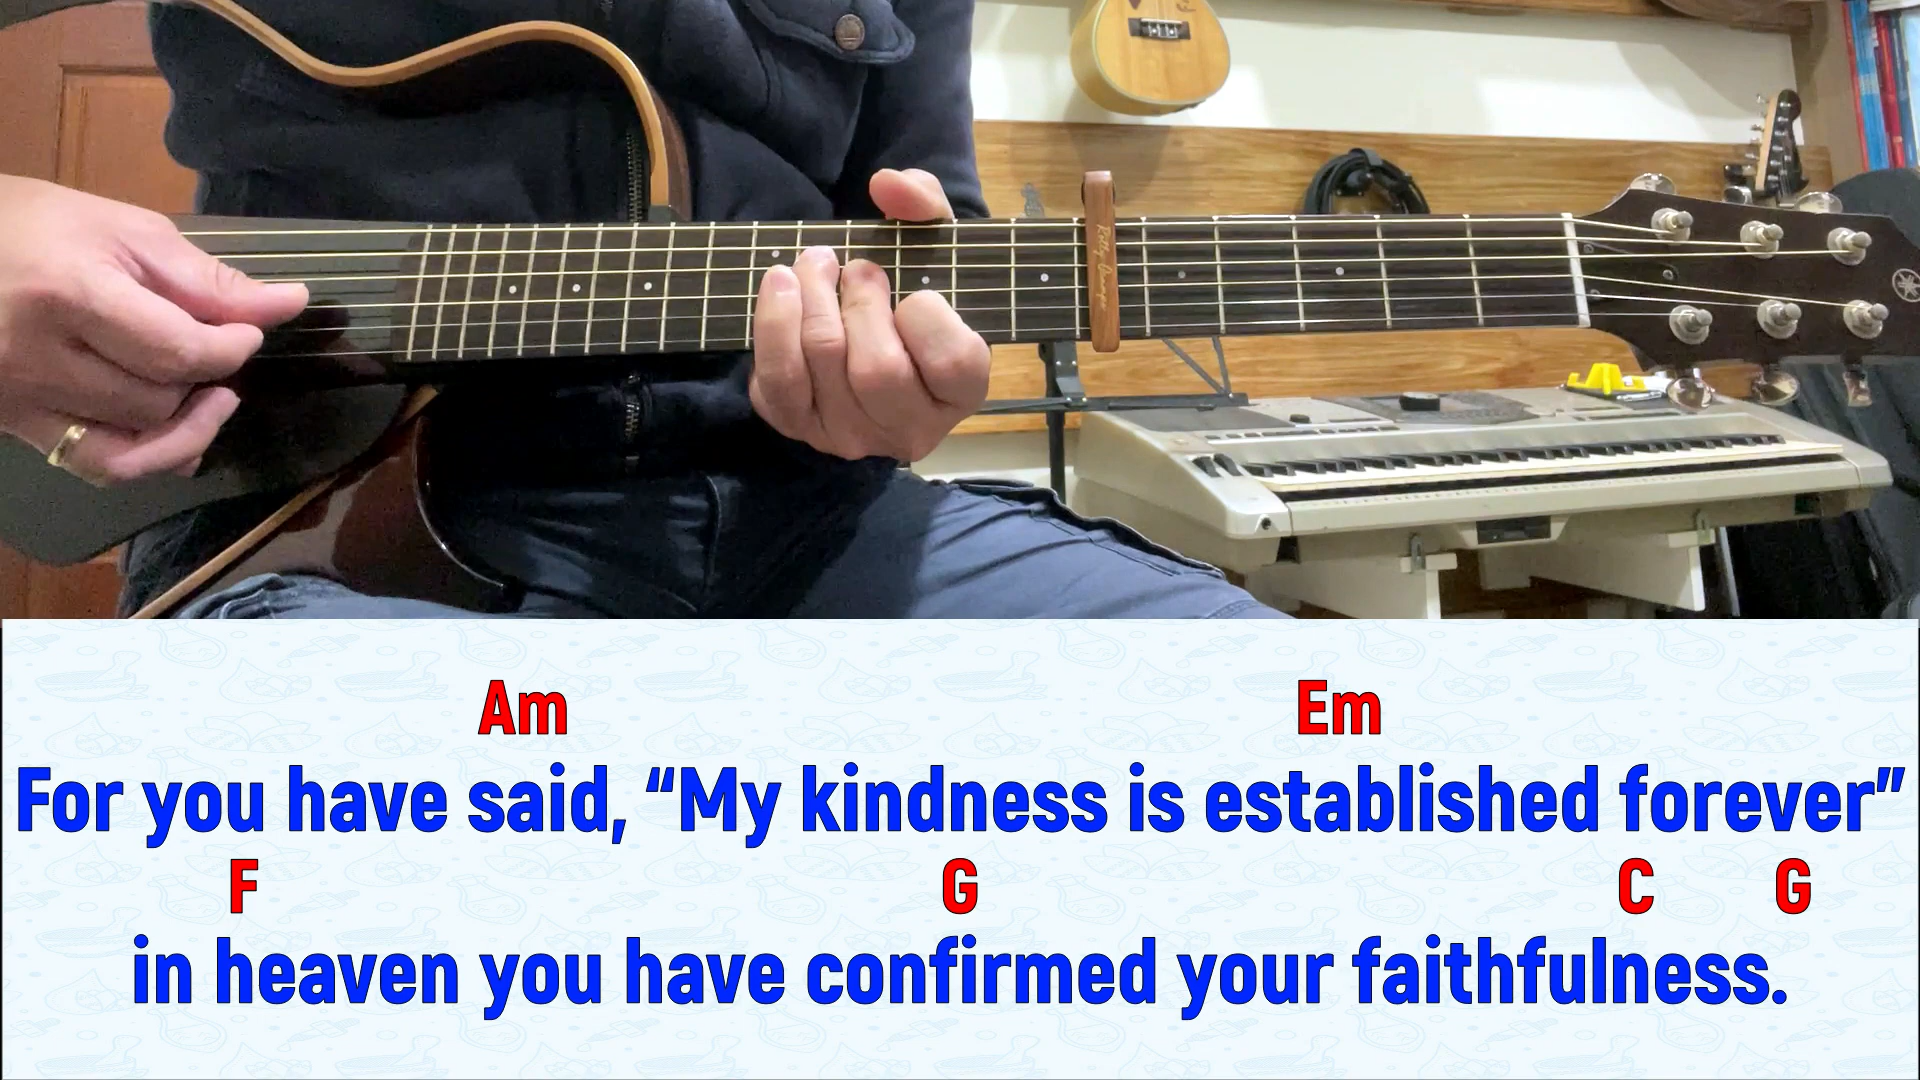 Am Em
For you have said, “My kindness is established forever”
F G C G
in heaven you have confirmed your faithfulness.